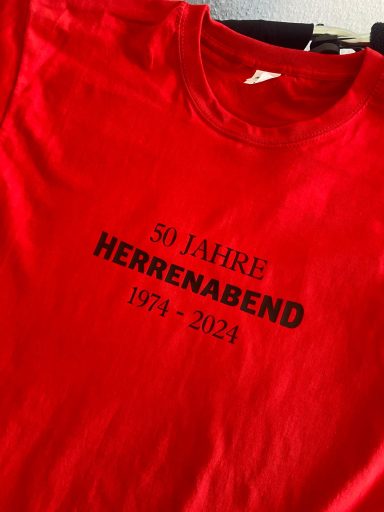 50 JAHRE
HERRENABEND
1974 - 2024